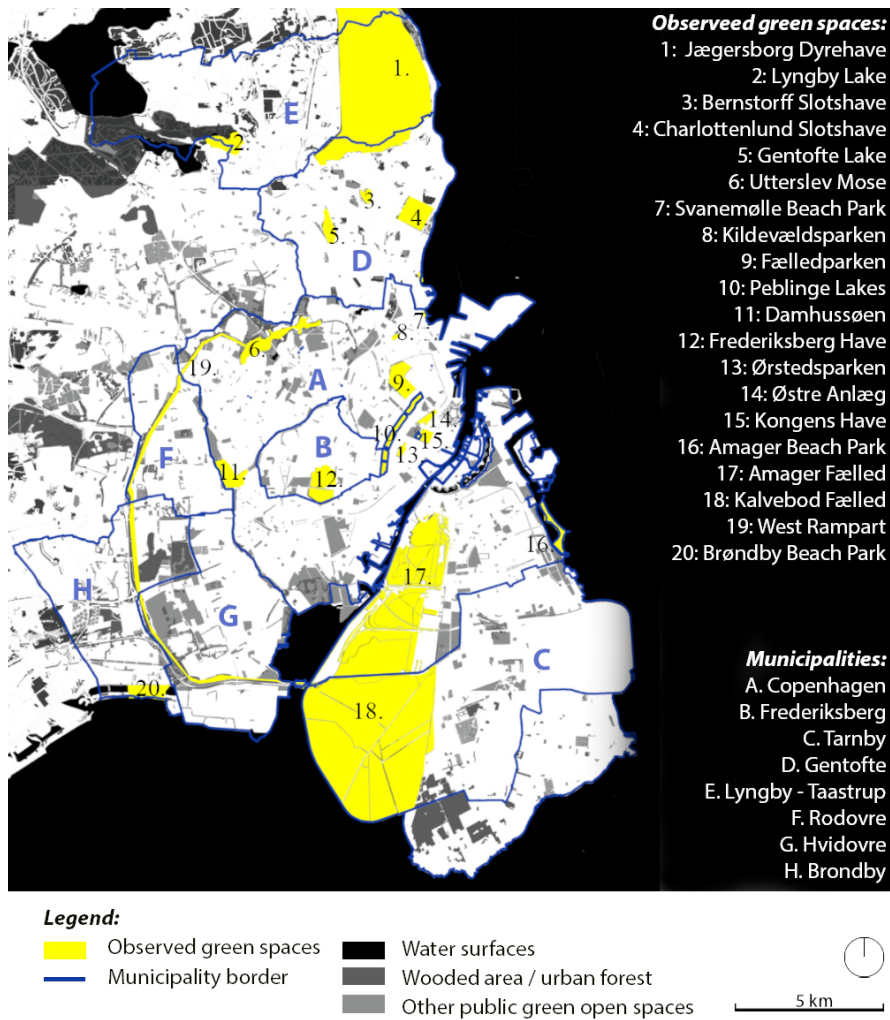 Observeed green spaces:
1: Jægersborg Dyrehave
2: Lyngby Lake
3: Bernstorff Slotshave
4: Charlottenlund Slotshave
5: Gentofte Lake
6: Utterslev Mose
7: Svanemølle Beach Park
8: Kildevældsparken
9: Fælledparken
10: Peblinge Lakes
11: Damhussøen
12: Frederiksberg Have
13: Ørstedsparken
14: Østre Anlæg
15: Kongens Have
16: Amager Beach Park
17: Amager Fælled
18: Kalvebod Fælled
19: West Rampart
20: Brøndby Beach Park
Municipalities:
A. Copenhagen
B. Frederiksberg
C. Tarnby
D. Gentofte
E. Lyngby - Taastrup
F. Rodovre
G. Hvidovre
H. Brondby
1.
E
2.
3.
4.
5.
D
7.
8.
6.
19.
A
9.
14.
10.
15.
13
B
F
11.
12.
16.
17.
H
G
C
20.
18.
Legend:
Observed green spaces
Municipality border
Water surfaces
Wooded area / urban forest
Other public green open spaces
5 km